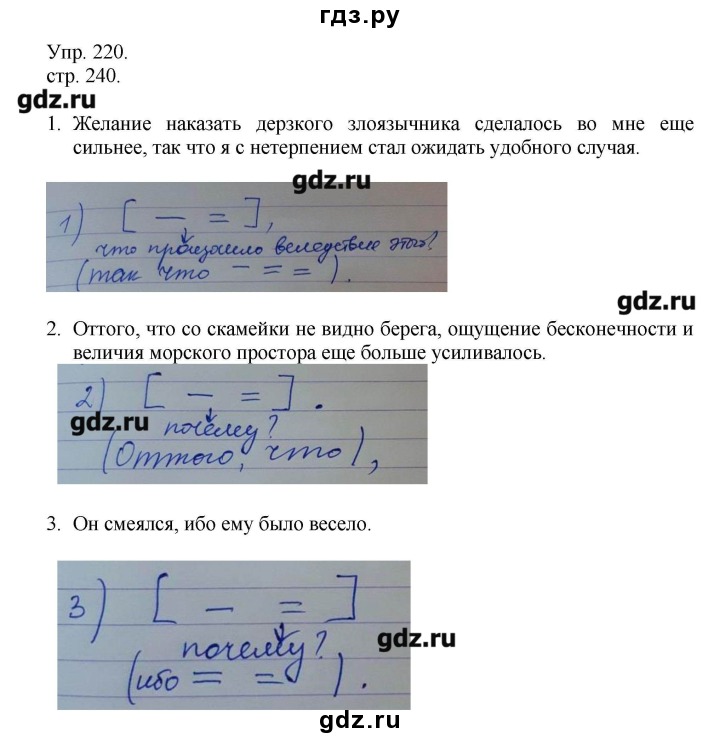 гдз.ру
Упр. 220.
стр. 240.
gdz.ru
1. Желание наказать дерзкого злоязычника сделалось во мне еще
сильнее, так что я с нетерпением стал ожидать удобного случая.
gdz.ru
1) [ — = ],
что произошло вследствие этого?
(так что — = = ).
gdz.ru
2. Оттого, что со скамейки не видно берега, ощущение бесконечности и
величия морского простора еще больше усиливалось.
2) [ — = ].
gdz.ru
почему?
(Оттого, что),
3. Он смеялся, ибо ему было весело.
3) [ — = ]
gdz.ru
почему?
(ибо = = ).
gdz.ru